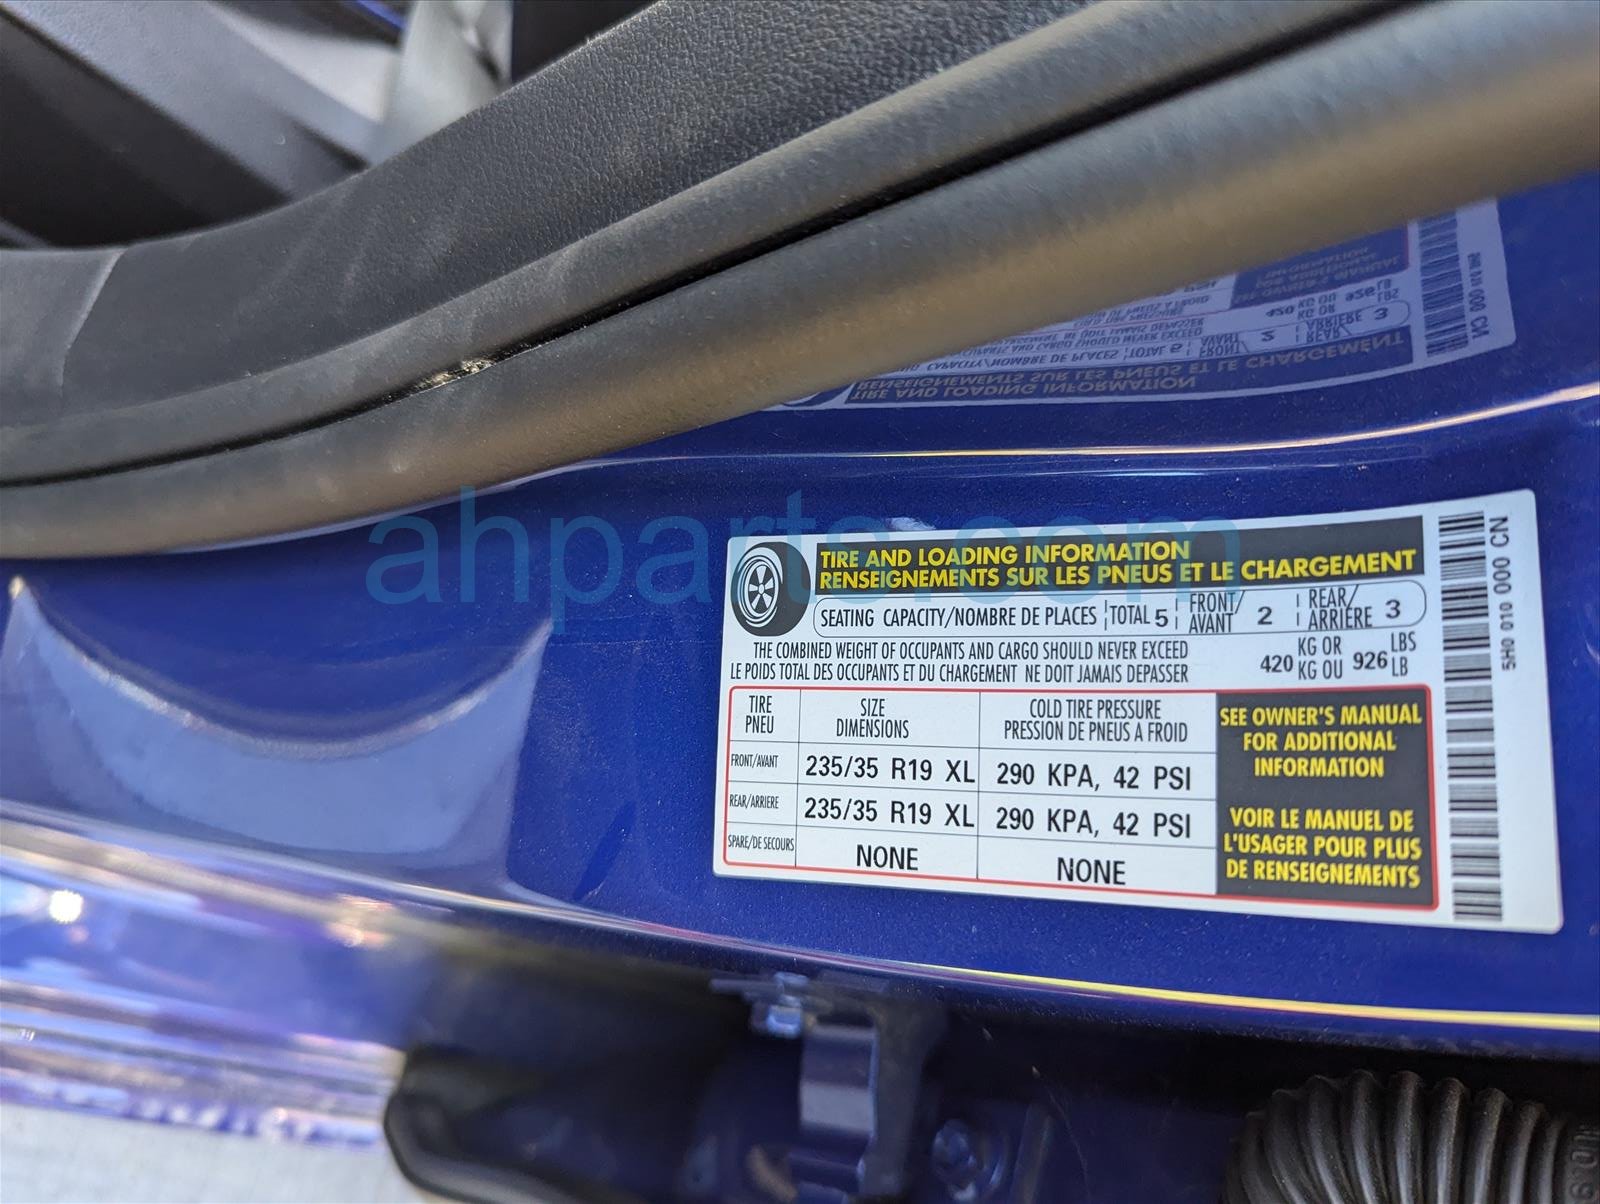 TIRE AND LOADING INFORMATION
RENSEIGNEMENTS SUR LES PNEUS ET LE CHARGEMENT
SEATING CAPACITY/NOMBRE DE PLACES TOTAL 5 FRONT/AVANT 2 REAR/ARRIERE 3
THE COMBINED WEIGHT OF OCCUPANTS AND CARGO SHOULD NEVER EXCEED
LE POIDS TOTAL DES OCCUPANTS ET DU CHARGEMENT NE DOIT JAMAIS DEPASSER
420 KG OR KG OU 926 LBS LB
TIRE PNEU
SIZE DIMENSIONS
COLD TIRE PRESSURE
PRESSION DE PNEUS A FROID
FRONT/AVANT 235/35 R19 XL 290 KPA, 42 PSI
REAR/ARRIERE 235/35 R19 XL 290 KPA, 42 PSI
SPARE/DE SECOURS NONE NONE
SEE OWNER'S MANUAL
FOR ADDITIONAL
INFORMATION
VOIR LE MANUEL DE
L'USAGER POUR PLUS
DE RENSEIGNEMENTS
5H0 010 000 CN
ahparts.com